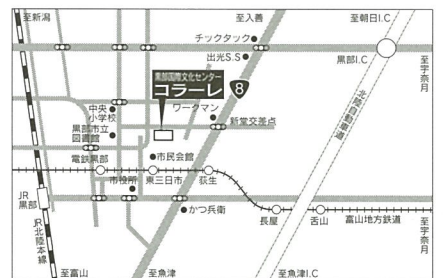 至新潟
至入善
至朝日I.C
チックタック
出光S.S
黒部I.C
至宇奈月
黒部国際文化センター
コラーレ
8
ワークマン
中央
小学校
新堂交差点
黒部市立
図書館
北陸自動車道
電鉄黒部
市民会館
市役所
東三日市
荻生
JR
黒部
JR北陸本線
かつ兵衛
長屋
舌山
富山地方鉄道
至宇奈月
至富山
至魚津
至魚津I.C